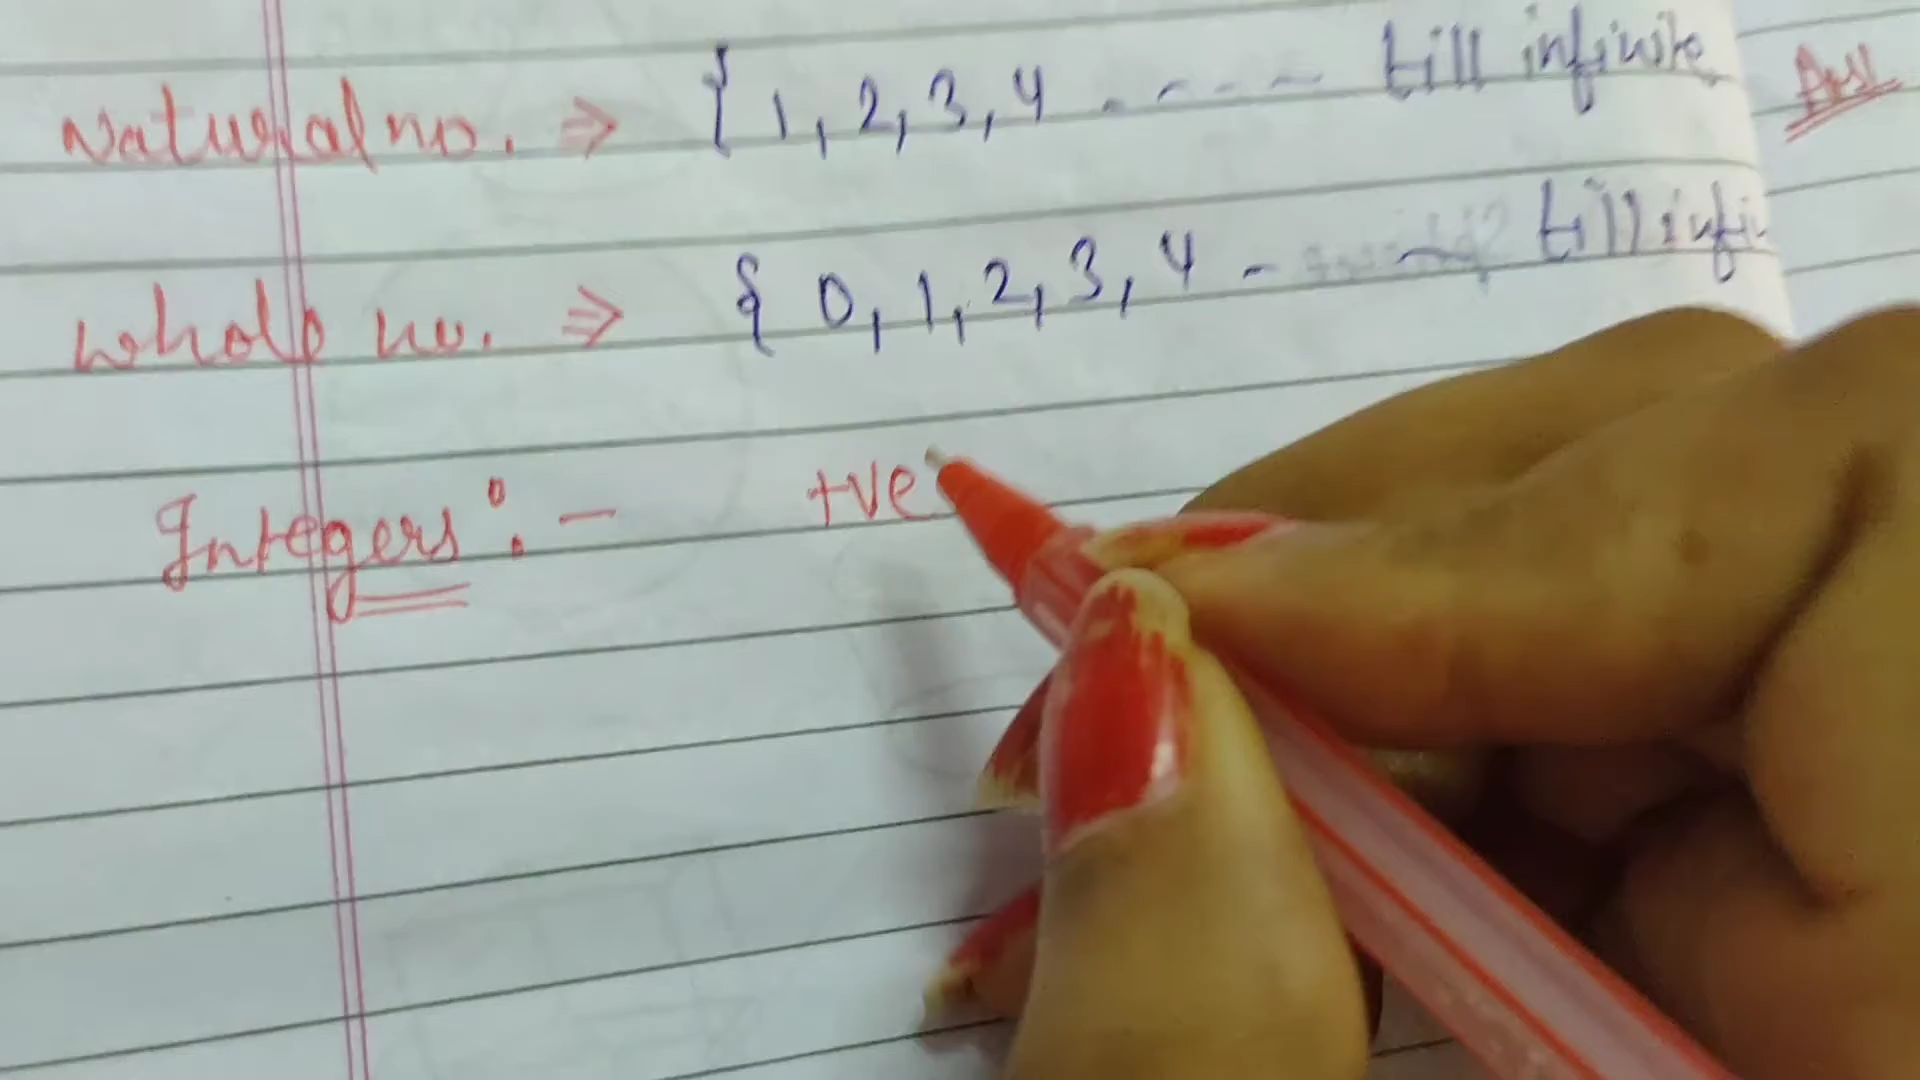 Natural no. ⇒ { 1, 2, 3, 4 - - - - till infinite
Whole no. ⇒ { 0, 1, 2, 3, 4 - - till infi
Integers :- +ve